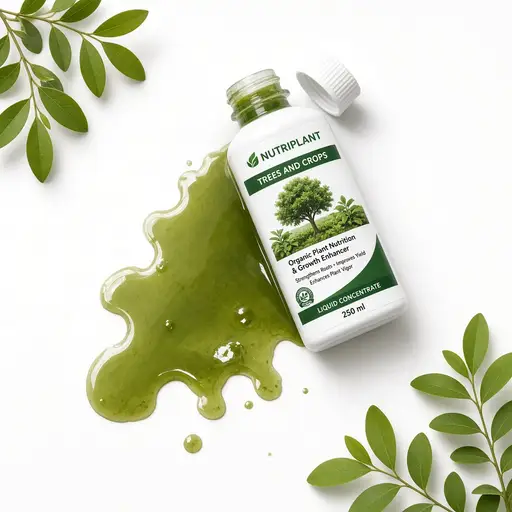 NUTRIPLANT
TREES AND CROPS
Organic Plant Nutrition
& Growth Enhancer
Strengthens Roots • Improves Yield
Enhances Plant Vigor
LIQUID CONCENTRATE
250 ml